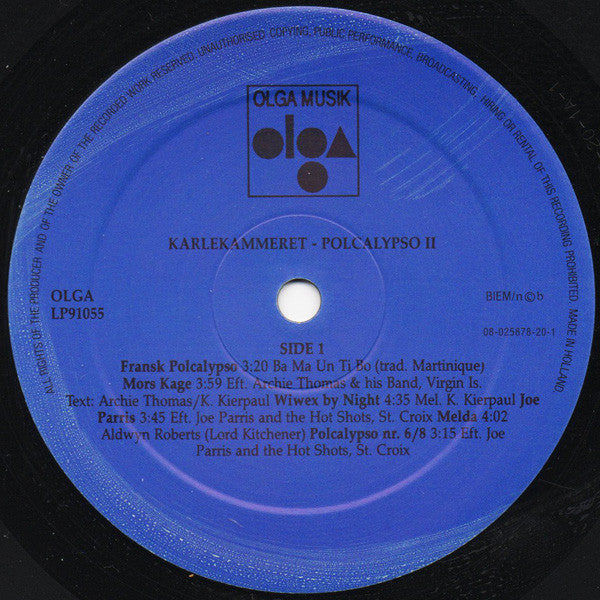 ALL RIGHTS OF THE PRODUCER AND OF THE OWNER OF THE RECORDED WORK RESERVED. UNAUTHORISED COPYING, PUBLIC PERFORMANCE, BROADCASTING, HIRING OR RENTAL OF THIS RECORDING PROHIBITED. MADE IN HOLLAND.
OLGA MUSIK
olga
KARLEKAMMERET - POLCALYPSO II
OLGA
LP91055
BIEM/n©b
08-025878-20-1
SIDE 1
Fransk Polcalypso 3:20 Ba Ma Un Ti Bo (trad. Martinique)
Mors Kage 3:59 Eft. Archie Thomas & his Band, Virgin Is.
Text: Archie Thomas/K. Kierpaul Wiwex by Night 4:35 Mel. K. Kierpaul Joe
Parris 3:45 Eft. Joe Parris and the Hot Shots, St. Croix Melda 4:02
Aldwyn Roberts (Lord Kitchener) Polcalypso nr. 6/8 3:15 Eft. Joe
Parris and the Hot Shots, St. Croix